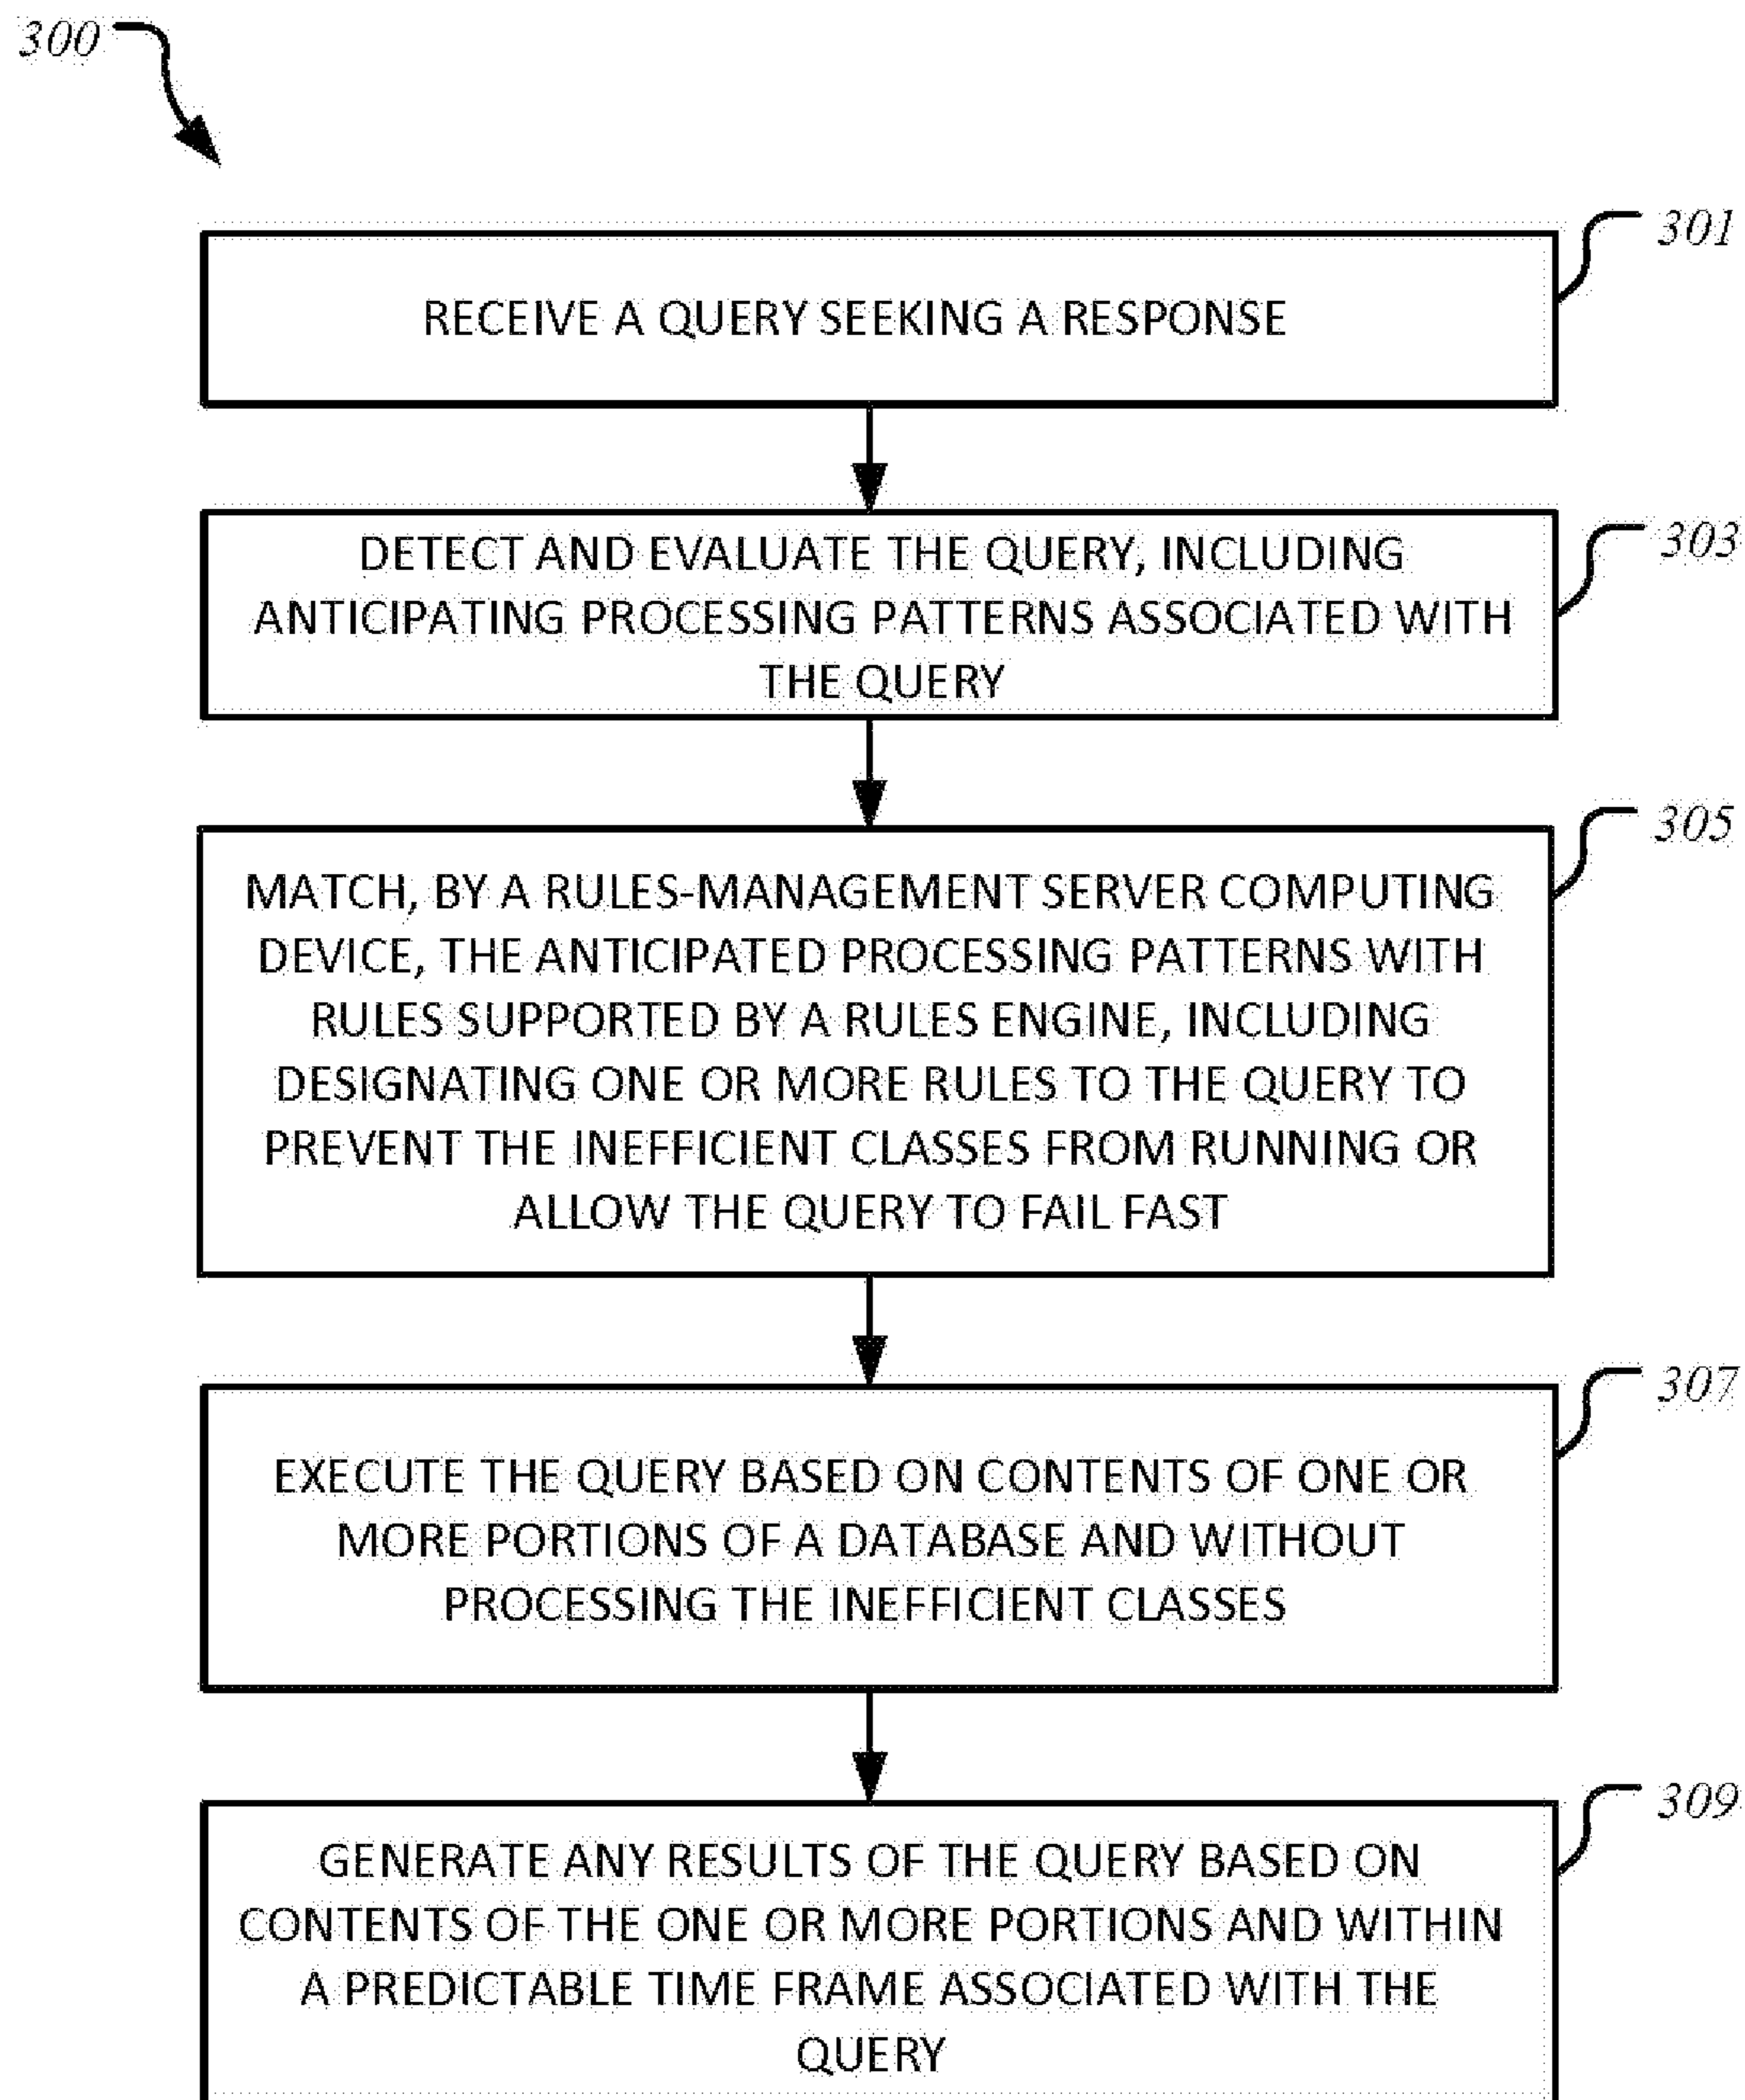 300
301
RECEIVE A QUERY SEEKING A RESPONSE
303
DETECT AND EVALUATE THE QUERY, INCLUDING
ANTICIPATING PROCESSING PATTERNS ASSOCIATED WITH
THE QUERY
305
MATCH, BY A RULES-MANAGEMENT SERVER COMPUTING
DEVICE, THE ANTICIPATED PROCESSING PATTERNS WITH
RULES SUPPORTED BY A RULES ENGINE, INCLUDING
DESIGNATING ONE OR MORE RULES TO THE QUERY TO
PREVENT THE INEFFICIENT CLASSES FROM RUNNING OR
ALLOW THE QUERY TO FAIL FAST
307
EXECUTE THE QUERY BASED ON CONTENTS OF ONE OR
MORE PORTIONS OF A DATABASE AND WITHOUT
PROCESSING THE INEFFICIENT CLASSES
309
GENERATE ANY RESULTS OF THE QUERY BASED ON
CONTENTS OF THE ONE OR MORE PORTIONS AND WITHIN
A PREDICTABLE TIME FRAME ASSOCIATED WITH THE
QUERY